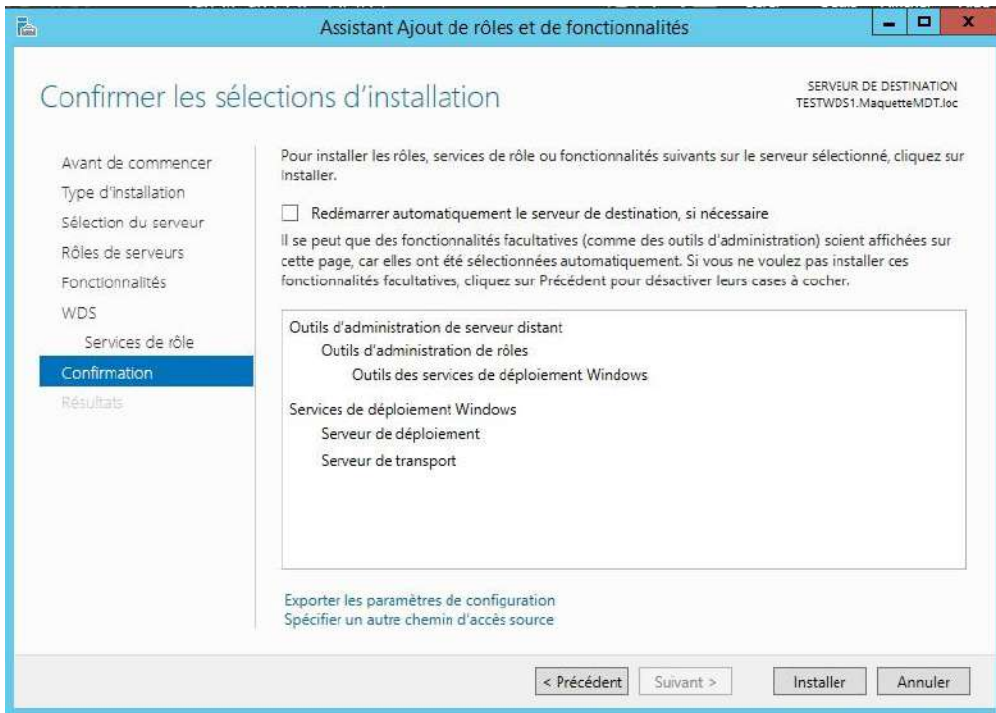 Assistant Ajout de rôles et de fonctionnalités
Confirmer les sélections d'installation
SERVEUR DE DESTINATION
TESTWDS1.MaquetteMDT.loc
Avant de commencer
Type d'installation
Sélection du serveur
Rôles de serveurs
Fonctionnalités
WDS
Services de rôle
Confirmation
Résultats
Pour installer les rôles, services de rôle ou fonctionnalités suivants sur le serveur sélectionné, cliquez sur
Installer.
Redémarrer automatiquement le serveur de destination, si nécessaire
Il se peut que des fonctionnalités facultatives (comme des outils d'administration) soient affichées sur
cette page, car elles ont été sélectionnées automatiquement. Si vous ne voulez pas installer ces
fonctionnalités facultatives, cliquez sur Précédent pour désactiver leurs cases à cocher.
Outils d'administration de serveur distant
Outils d'administration de rôles
Outils des services de déploiement Windows
Services de déploiement Windows
Serveur de déploiement
Serveur de transport
Exporter les paramètres de configuration
Spécifier un autre chemin d'accès source
< Précédent Suivant > Installer Annuler